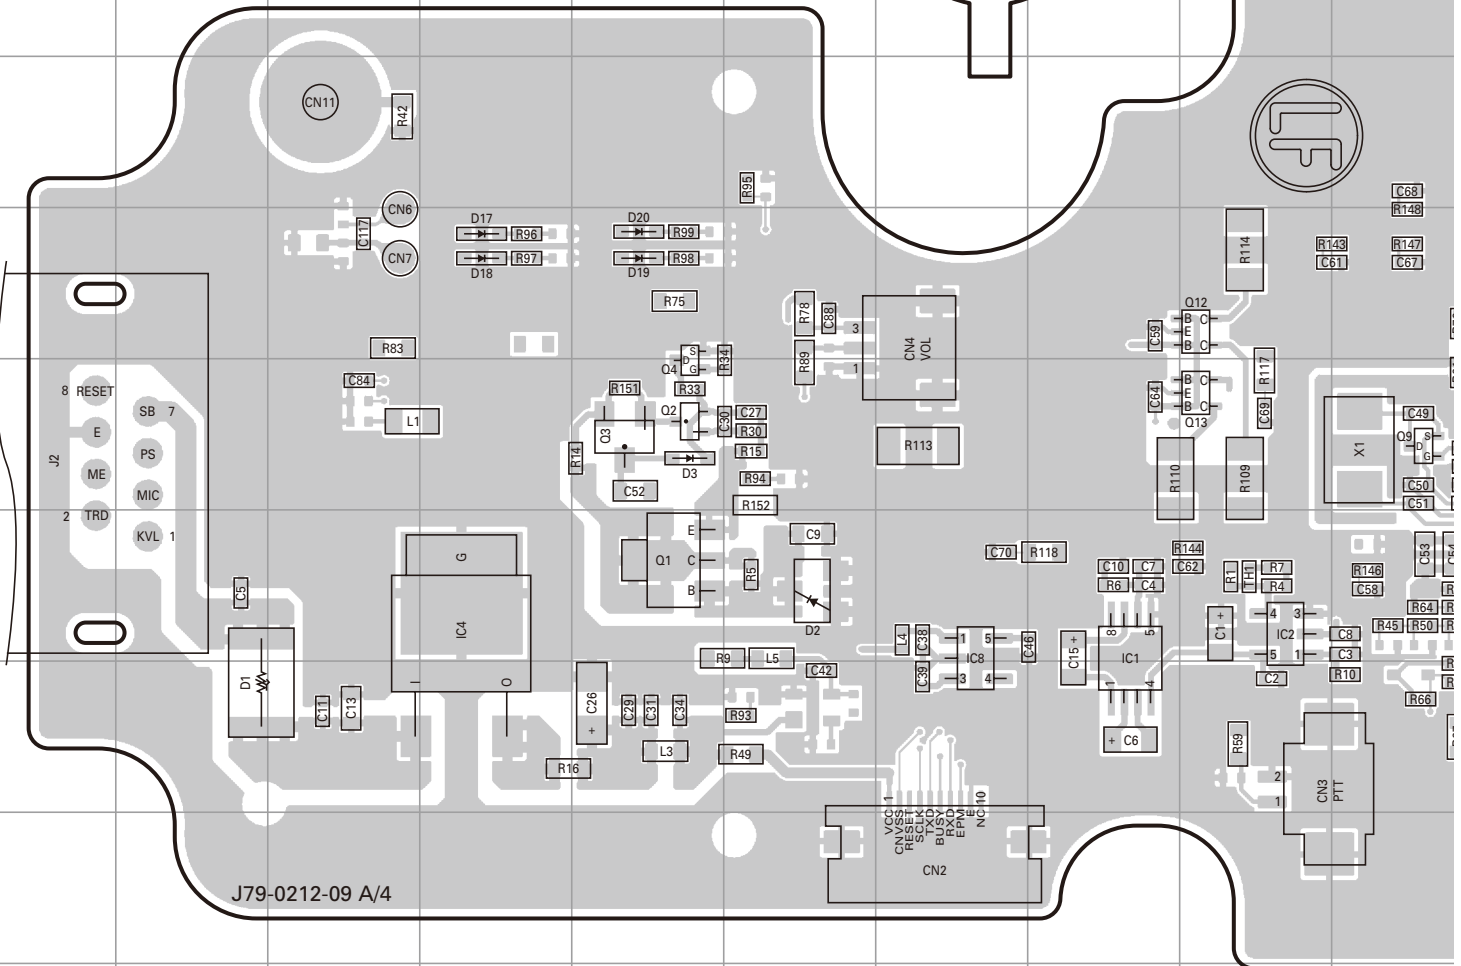 CN11
R42
R95
C68
R148
CN6
C117
CN7
D17
R96
R97
D18
D20
R99
R98
D19
R114
R143
C61
R147
C67
R75
R78
C88
3
R89
1
CN4
VOL
Q12
B C
E
B C
C59
R83
C84
L1
Q4
S
D
G
R34
R151
R33
Q2
C30
C27
R30
R15
Q3
R14
D3
R94
C52
R152
R113
C64
B C
E
B C
Q13
R117
C69
R110
R109
X1
C49
Q9
S
D
G
C50
C51
8 RESET
SB 7
E
PS
J2
ME
MIC
2 TRD
KVL 1
G
IC4
I
O
E
Q1 C
B
R5
C9
D2
C70
R118
C10
C7
R6
C4
R144
C62
R1
TH1
R7
R4
R146
C58
C53
C54
R64
R45
R50
C5
D1
C11
C13
C26
+
C29
C31
C34
R9
L5
C42
R93
L3
R49
R16
L4
C38
C39
1 5
IC8
3 4
C46
C15 +
8 5
IC1
1 4
+ C6
C1 +
4 3
IC2
5 1
C8
C3
R10
C2
R66
R59
2
1
CN3
PTT
VCC 1
CNVSS
RESET
SCLK
TXD
BUSY
RXD
EPM
E
NC 10
CN2
J79-0212-09 A/4